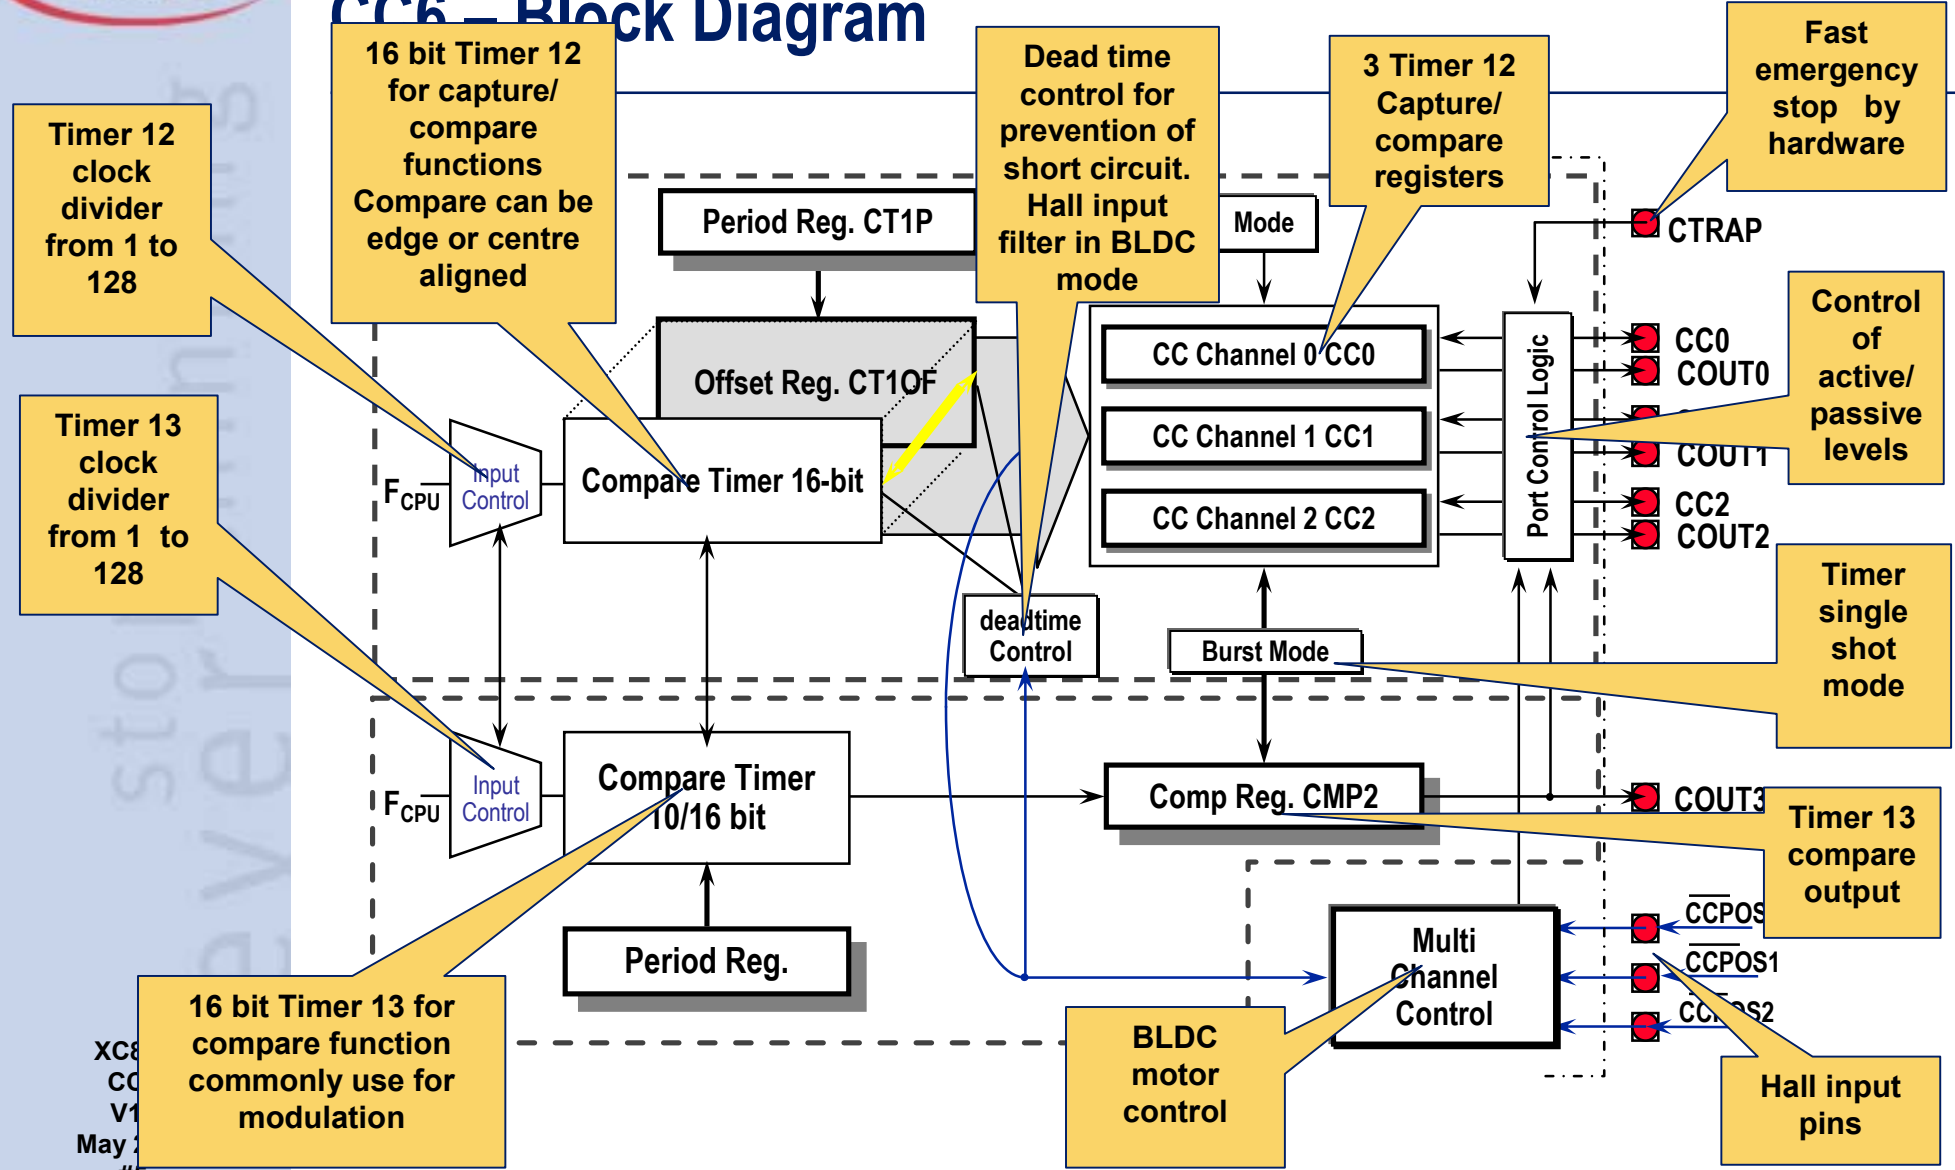 CC6 – Block Diagram
16 bit Timer 12
for capture/
compare
functions
Compare can be
edge or centre
aligned
Dead time
control for
prevention of
short circuit.
Hall input
filter in BLDC
mode
3 Timer 12
Capture/
compare
registers
Fast
emergency
stop by
hardware
Timer 12
clock
divider
from 1 to
128
Period Reg. CT1P
Mode
CTRAP
Control
of
active/
passive
levels
Offset Reg. CT1OF
CC Channel 0 CC0
CC Channel 1 CC1
CC Channel 2 CC2
Port Control Logic
CC0
COUT0
COUT1
CC2
COUT2
Timer 13
clock
divider
from 1 to
128
FCPU
Input
Control
Compare Timer 16-bit
deadtime
Control
Burst Mode
Timer
single
shot
mode
FCPU
Input
Control
Compare Timer
10/16 bit
Comp Reg. CMP2
COUT3
Timer 13
compare
output
Period Reg.
Multi
Channel
Control
CCPOS
CCPOS1
CCPOS2
16 bit Timer 13 for
compare function
commonly use for
modulation
BLDC
motor
control
Hall input
pins
XC8
CC
V1
May